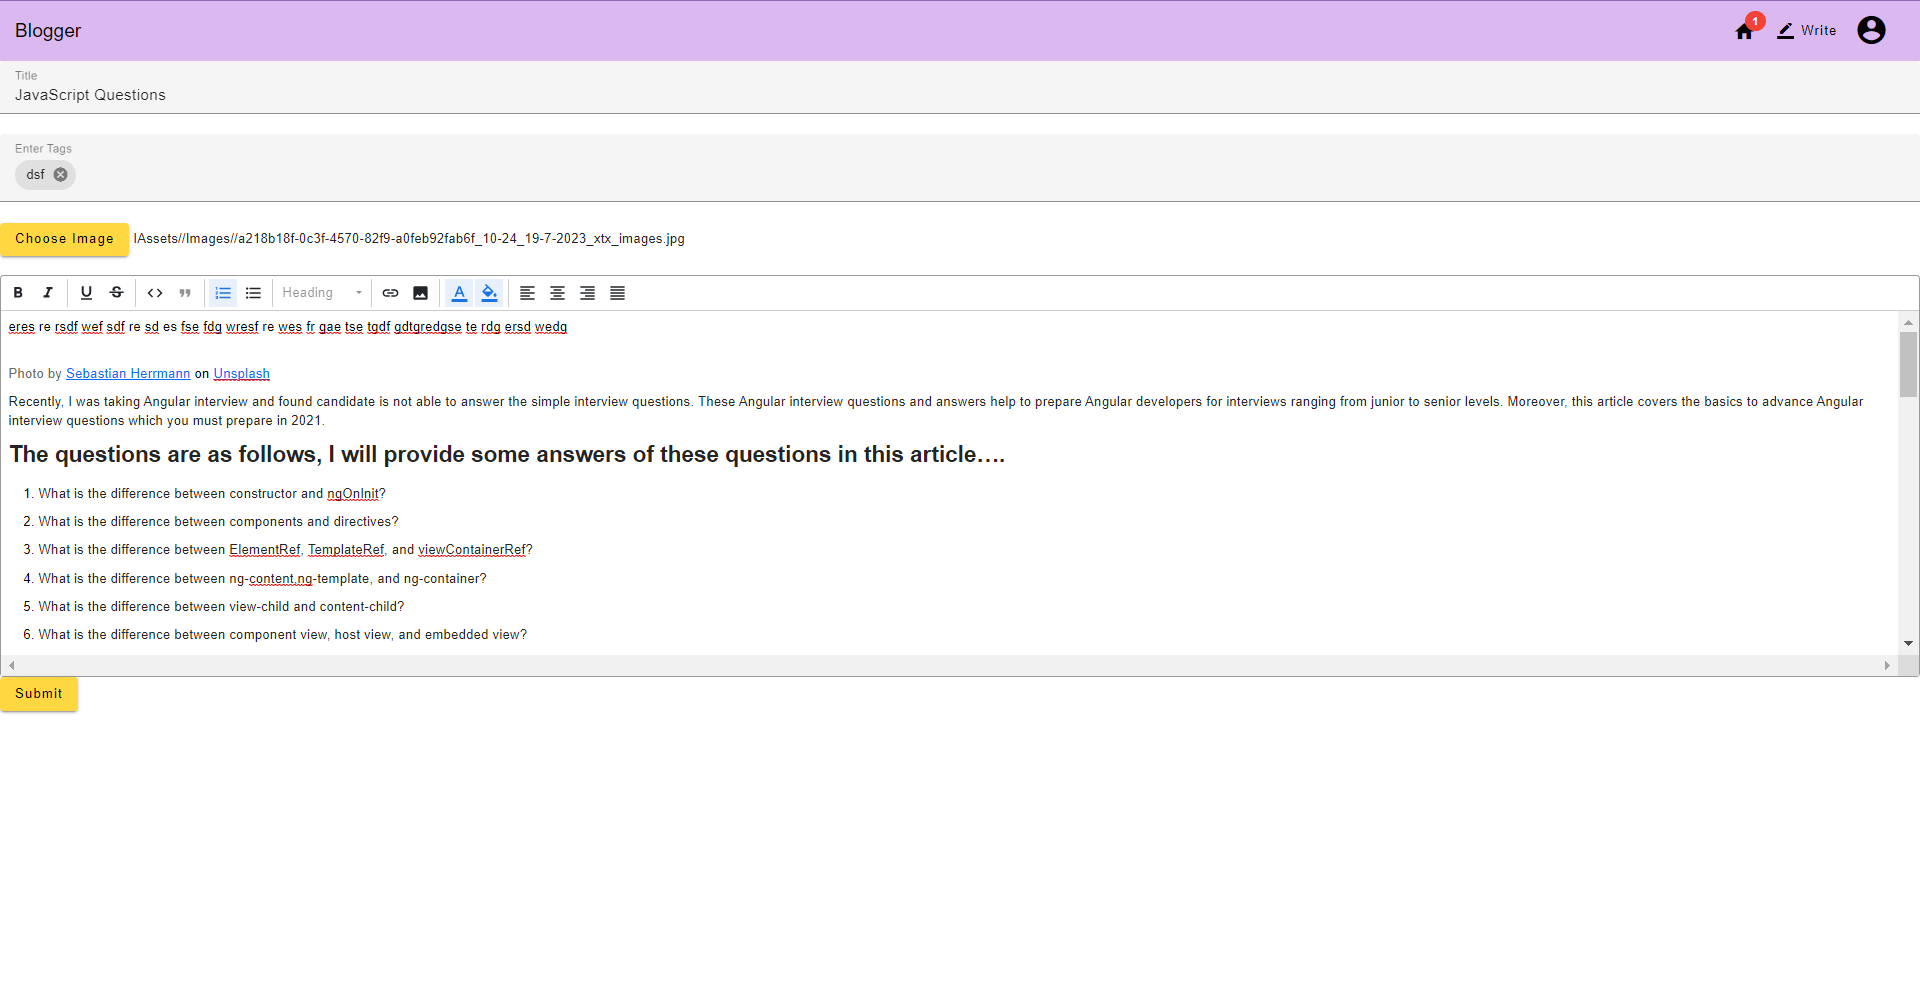 Blogger
1
Write
Title
JavaScript Questions
Enter Tags
dsf
Choose Image
IAssets//Images//a218b18f-0c3f-4570-82f9-a0feb92fab6f_10-24_19-7-2023_xtx_images.jpg
B I U S <> Heading A
eres re rsdf wef sdf re sd es fse fdg wresf re wes fr gae tse tgdf gdtgredgse te rdg ersd wedg
Photo by Sebastian Herrmann on Unsplash
Recently, I was taking Angular interview and found candidate is not able to answer the simple interview questions. These Angular interview questions and answers help to prepare Angular developers for interviews ranging from junior to senior levels. Moreover, this article covers the basics to advance Angular
interview questions which you must prepare in 2021.
The questions are as follows, I will provide some answers of these questions in this article….
1. What is the difference between constructor and ngOnInit?
2. What is the difference between components and directives?
3. What is the difference between ElementRef, TemplateRef, and viewContainerRef?
4. What is the difference between ng-content,ng-template, and ng-container?
5. What is the difference between view-child and content-child?
6. What is the difference between component view, host view, and embedded view?
Submit